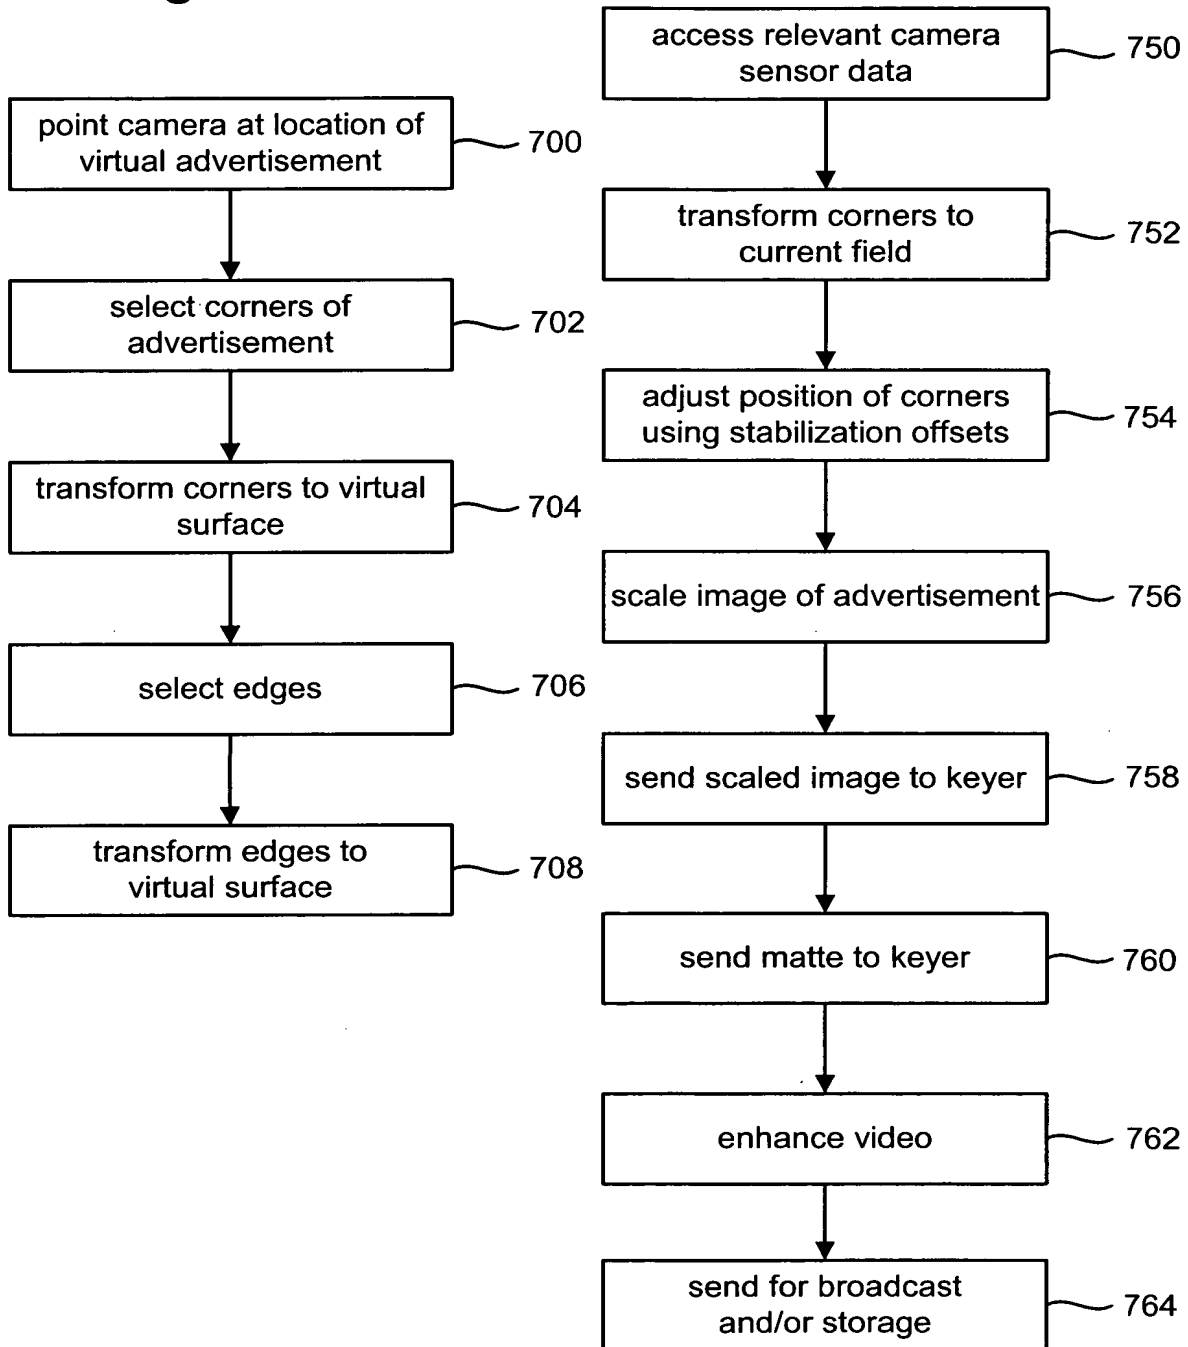 point camera at location of
virtual advertisement
700
select corners of
advertisement
702
transform corners to virtual
surface
704
select edges
706
transform edges to
virtual surface
708
access relevant camera
sensor data
750
transform corners to
current field
752
adjust position of corners
using stabilization offsets
754
scale image of advertisement
756
send scaled image to keyer
758
send matte to keyer
760
enhance video
762
send for broadcast
and/or storage
764